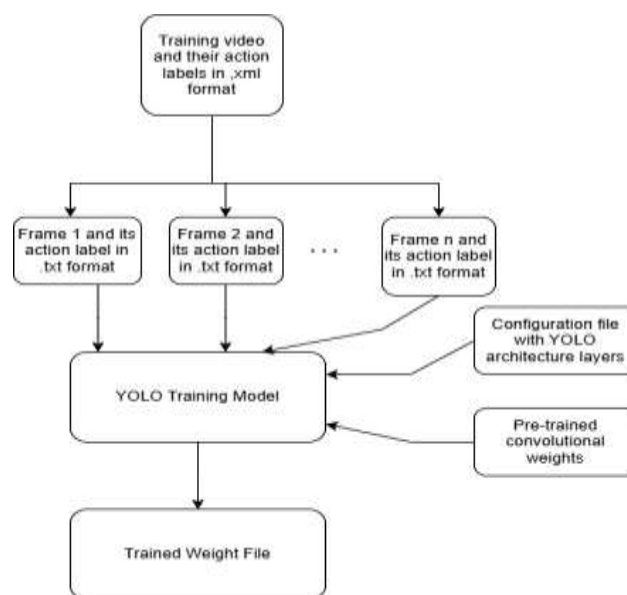 Training video
and their action
labels in ,xml
format
Frame 1 and its
action label in
.txt format
Frame 2 and
its action label
in .txt format
. . .
Frame n and
its action label
in .txt format
Configuration file
with YOLO
architecture layers
YOLO Training Model
Pre-trained
convolutional
weights
Trained Weight File